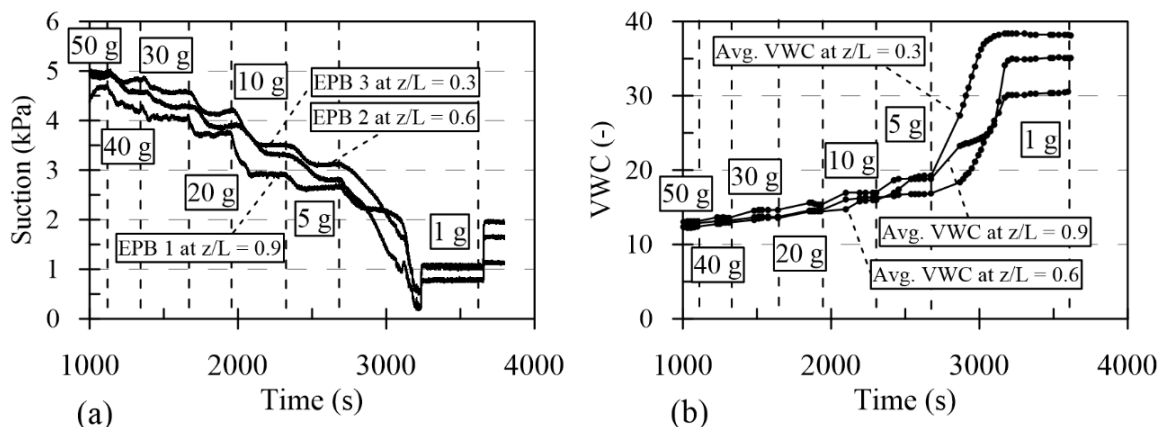 6
5
4
3
2
1
0
Suction (kPa)
50 g
30 g
10 g
EPB 3 at z/L = 0.3
EPB 2 at z/L = 0.6
40 g
20 g
5 g
1 g
EPB 1 at z/L = 0.9
1000 2000 3000 4000
Time (s)
(a)
40
30
20
10
0
VWC (-)
Avg. VWC at z/L = 0.3
5 g
10 g
30 g
1 g
50 g
40 g
20 g
Avg. VWC at z/L = 0.9
Avg. VWC at z/L = 0.6
1000 2000 3000 4000
Time (s)
(b)